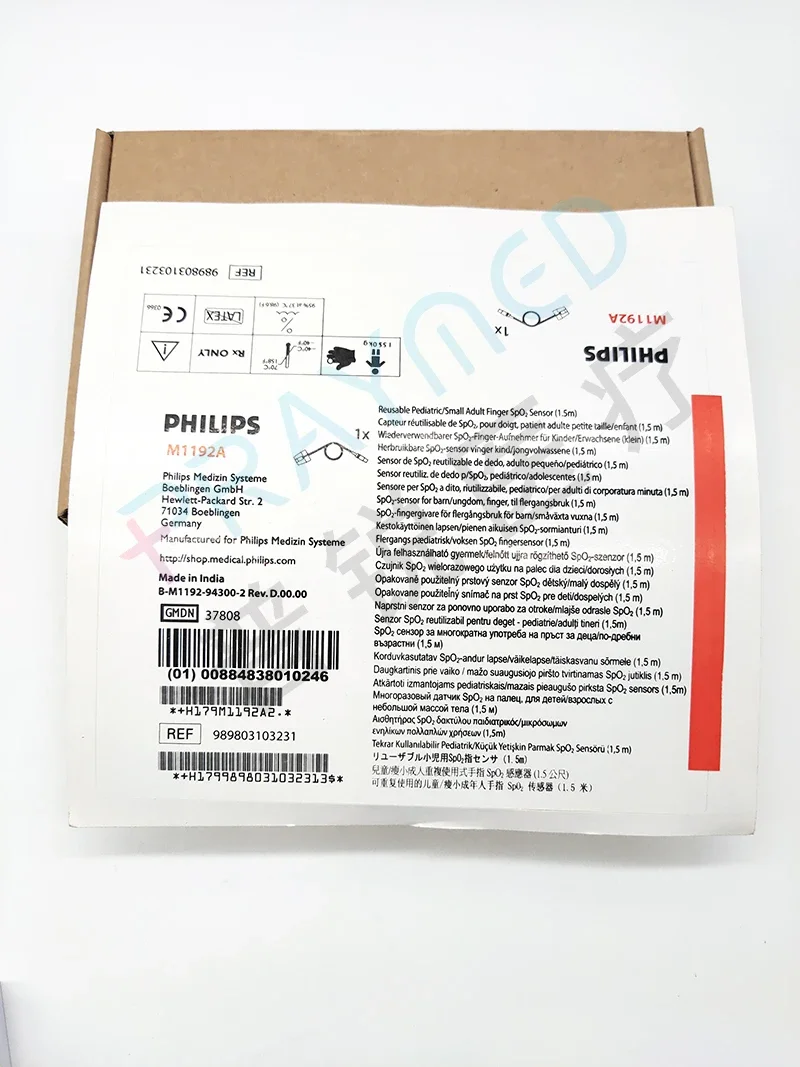 REF 989803103231
CE 0366
LATEX
95% at 37°C (98.6 F)
Rx ONLY
70°C
158°F
-40°C
-40°F
1x
M1192A
PHILIPS
PHILIPS
M1192A
1x
Philips Medizin Systeme
Boeblingen GmbH
Hewlett-Packard Str. 2
71034 Boeblingen
Germany
Manufactured for Philips Medizin Systeme
http://shop.medical.philips.com
Made in India
B-M1192-94300-2 Rev. D.00.00
GMDN 37808
(01) 00884838010246
*+H179M1192A2.*
REF 989803103231
*+H1799898031032313$*
Reusable Pediatric/Small Adult Finger SpO₂ Sensor (1.5m)
Capteur réutilisable de SpO₂, pour doigt, patient adulte petite taille/enfant (1,5 m)
Wiederverwendbarer SpO₂-Finger-Aufnehmer für Kinder/Erwachsene (klein) (1,5 m)
Herbruikbare SpO₂-sensor vinger kind/jongvolwassene (1,5 m)
Sensor de SpO₂ reutilizable de dedo, adulto pequeño/pediátrico (1,5 m)
Sensor reutiliz. de dedo p/SpO₂, pediátrico/adolescentes (1,5 m)
Sensore per SpO₂ a dito, riutilizzabile, pediatrico/per adulti di corporatura minuta (1,5 m)
SpO₂-sensor for barn/ungdom, finger, til flergangsbruk (1,5 m)
SpO₂-fingergivare för flergångsbruk för barn/småväxta vuxna (1,5 m)
Kestokäyttöinen lapsen/pienen aikuisen SpO₂-sormianturi (1,5 m)
Flergangs pædiatrisk/voksen SpO₂ fingersensor (1,5 m)
Újra felhasználható gyermek/felnőtt ujjra rögzíthető SpO₂-szenzor (1,5 m)
Czujnik SpO₂ wielorazowego użytku na palec dla dzieci/dorosłych (1,5 m)
Opakovaně použitelný prstový senzor SpO₂ dětský/malý dospělý (1,5 m)
Opakovane použiteľný snímač na prst SpO₂ pre deti/dospelých (1,5 m)
Naprstni senzor za ponovno uporabo za otroke/mlajše odrasle SpO₂ (1,5 m)
Senzor SpO₂ reutilizabil pentru deget - pediatrie/adulți tineri (1,5 m)
SpO₂ сензор за многократна употреба на пръст за деца/по-дребни
възрастни (1,5 м)
Korduvkasutatav SpO₂-andur lapse/väikelapse/täiskasvanu sõrmele (1,5 m)
Daugkartinis prie vaiko / mažo suaugusiojo piršto tvirtinamas SpO₂ jutiklis (1,5 m)
Atkārtoti izmantojams pediatriskais/mazais pieaugušo pirksta SpO₂ sensors (1,5m)
Многоразовый датчик SpO₂ на палец, для детей/взрослых с
небольшой массой тела (1,5 м)
Αισθητήρας SpO₂ δακτύλου παιδιατρικός/μικρόσωμων
ενηλίκων πολλαπλών χρήσεων (1,5m)
Tekrar Kullanılabilir Pediatrik/Küçük Yetişkin Parmak SpO₂ Sensörü (1,5 m)
リユーザブル小児用SpO₂指センサ (1.5m)
兒童/瘦小成人重複使用式手指 SpO₂ 感應器 (1.5 公尺)
可重复使用的儿童/瘦小成年人手指 SpO₂ 传感器 (1.5 米)
TRAYMED